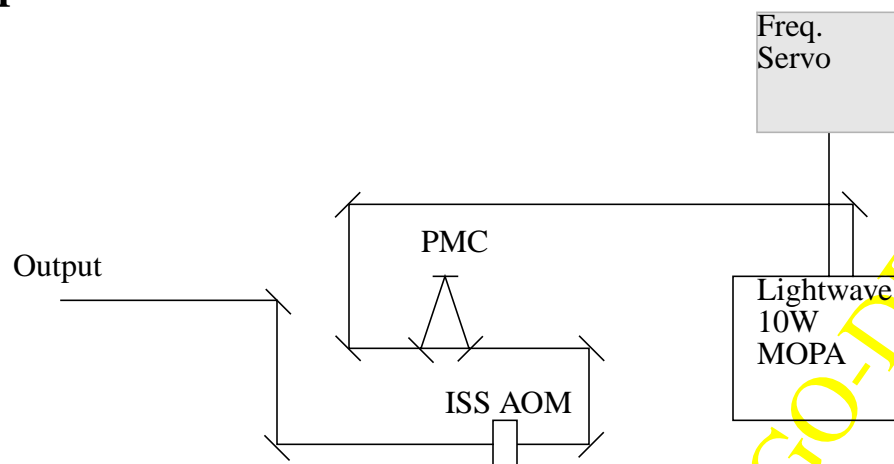 Freq.
Servo
PMC
Output
Lightwave
10W
MOPA
ISS AOM